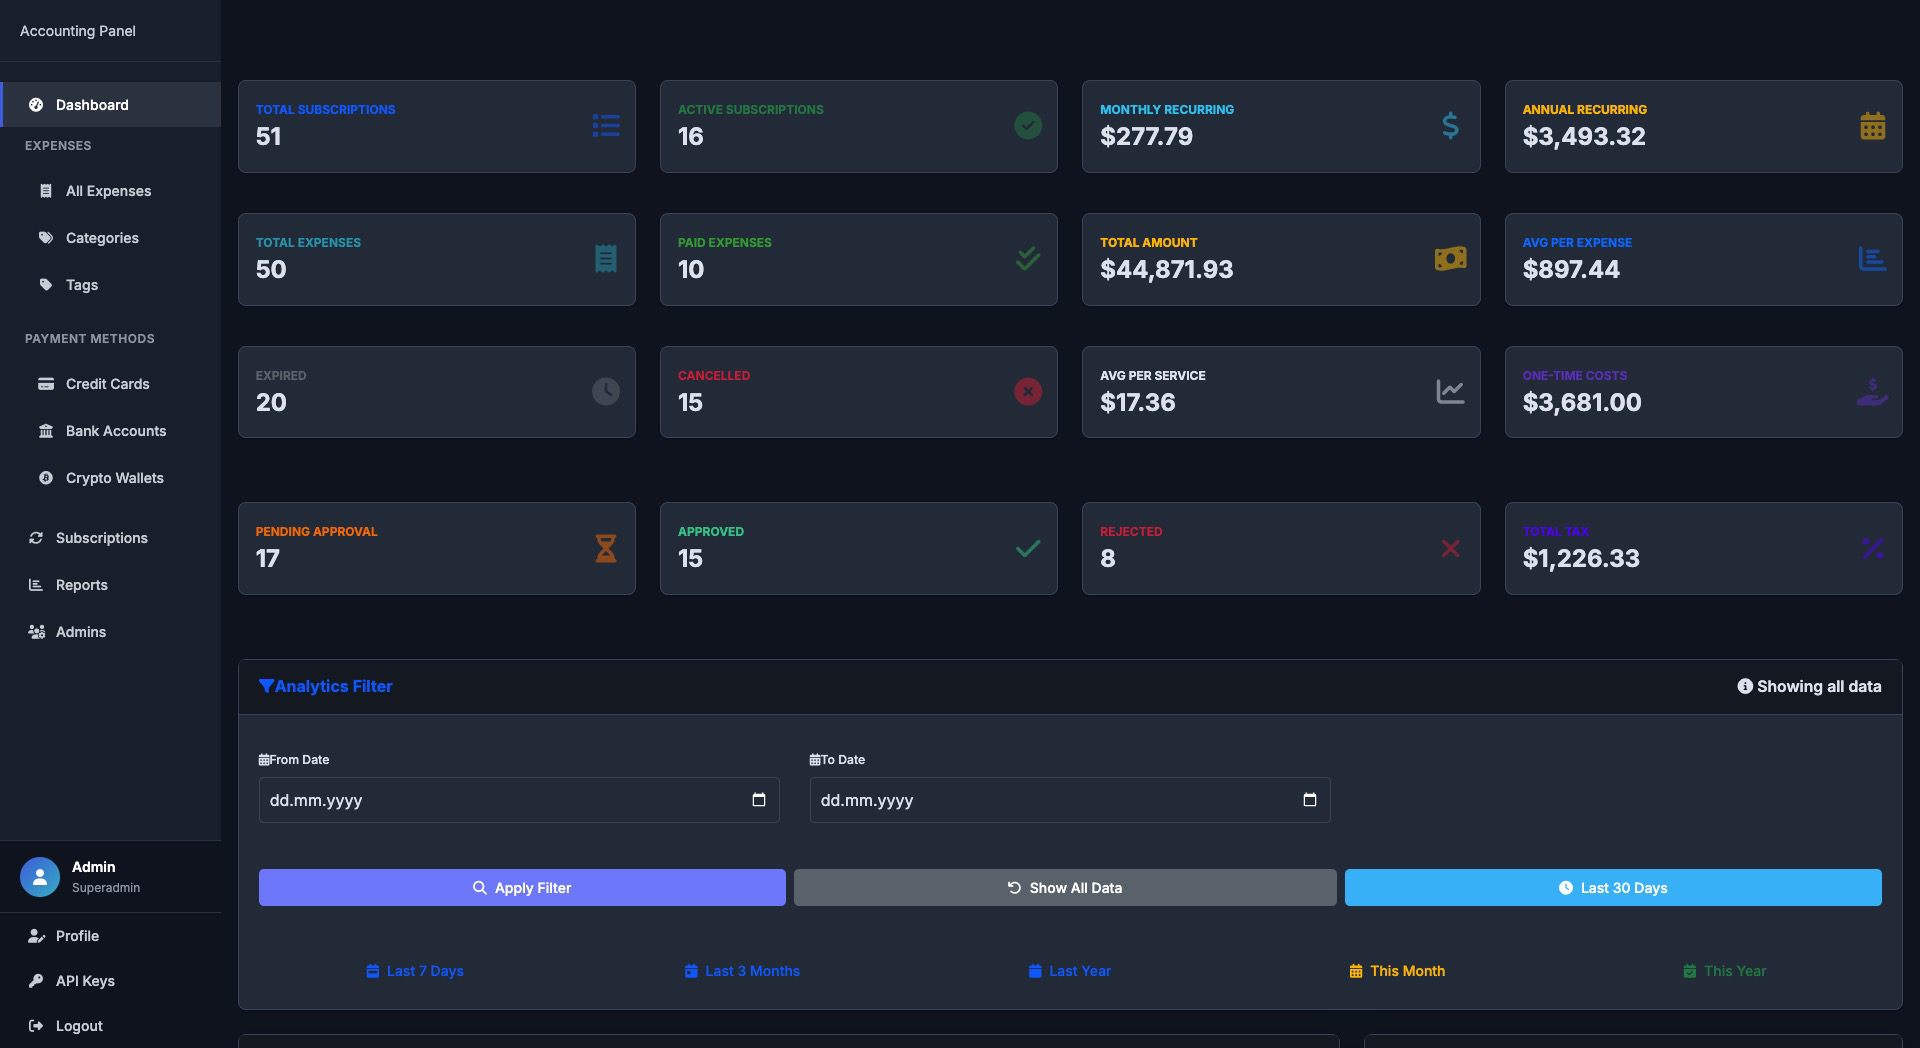 Accounting Panel
Dashboard
EXPENSES
All Expenses
Categories
Tags
PAYMENT METHODS
Credit Cards
Bank Accounts
Crypto Wallets
Subscriptions
Reports
Admins
Admin
Superadmin
Profile
API Keys
Logout
TOTAL SUBSCRIPTIONS
51
ACTIVE SUBSCRIPTIONS
16
MONTHLY RECURRING
$277.79
ANNUAL RECURRING
$3,493.32
TOTAL EXPENSES
50
PAID EXPENSES
10
TOTAL AMOUNT
$44,871.93
AVG PER EXPENSE
$897.44
EXPIRED
20
CANCELLED
15
AVG PER SERVICE
$17.36
ONE-TIME COSTS
$3,681.00
PENDING APPROVAL
17
APPROVED
15
REJECTED
8
TOTAL TAX
$1,226.33
Analytics Filter
Showing all data
From Date
dd.mm.yyyy
To Date
dd.mm.yyyy
Apply Filter
Show All Data
Last 30 Days
Last 7 Days
Last 3 Months
Last Year
This Month
This Year